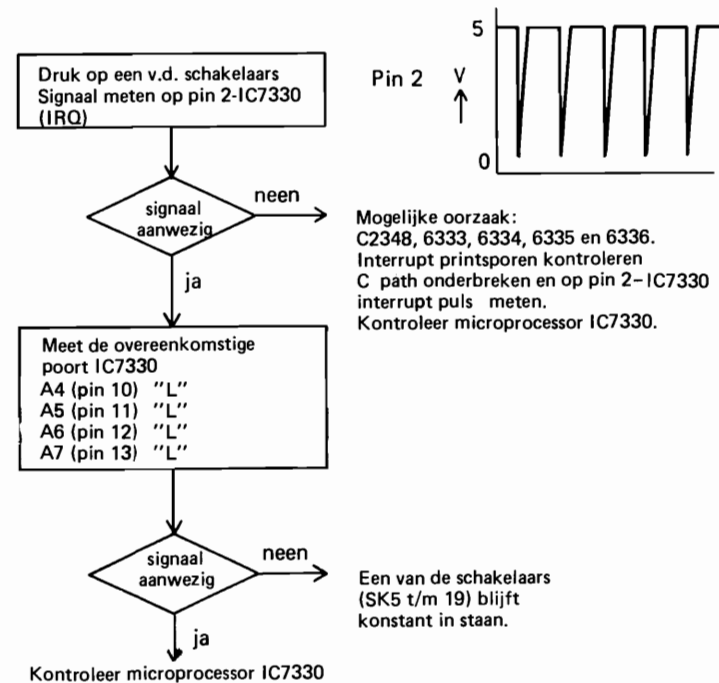 Druk op een v.d. schakelaars
Signaal meten op pin 2-IC7330
(IRQ)
Pin 2 V
5
0
signaal
aanwezig
neen
ja
Mogelijke oorzaak:
C2348, 6333, 6334, 6335 en 6336.
Interrupt printsporen kontroleren
C path onderbreken en op pin 2-IC7330
interrupt puls meten.
Kontroleer microprocessor IC7330.
Meet de overeenkomstige
poort IC7330
A4 (pin 10) "L"
A5 (pin 11) "L"
A6 (pin 12) "L"
A7 (pin 13) "L"
signaal
aanwezig
neen
ja
Een van de schakelaars
(SK5 t/m 19) blijft
konstant in staan.
Kontroleer microprocessor IC7330